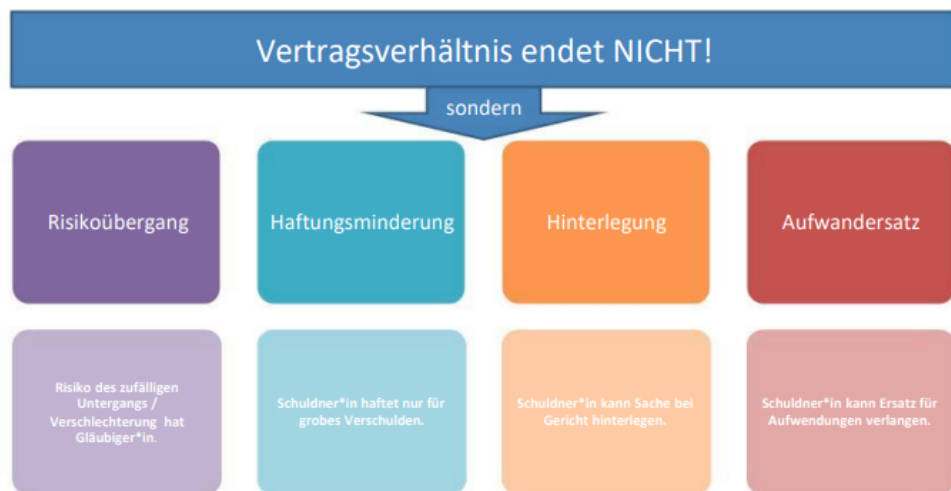 Vertragsverhältnis endet NICHT!
sondern
Risikoübergang
Haftungsminderung
Hinterlegung
Aufwandersatz
Risiko des zufälligen
Untergangs /
Verschlechterung hat
Gläubiger*in.
Schuldner*in haftet nur für
grobes Verschulden.
Schuldner*in kann Sache bei
Gericht hinterlegen.
Schuldner*in kann Ersatz für
Aufwendungen verlangen.